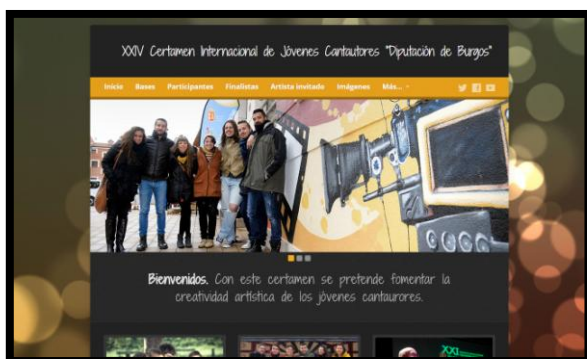 XXIV Certamen Internacional de Jóvenes Cantautores "Diputación de Burgos"
Inicio Bases Participantes Finalistas Artista invitado Imágenes Más...
Bienvenidos. Con este certamen se pretende fomentar la
creatividad artística de los jóvenes cantaurores.
XXI